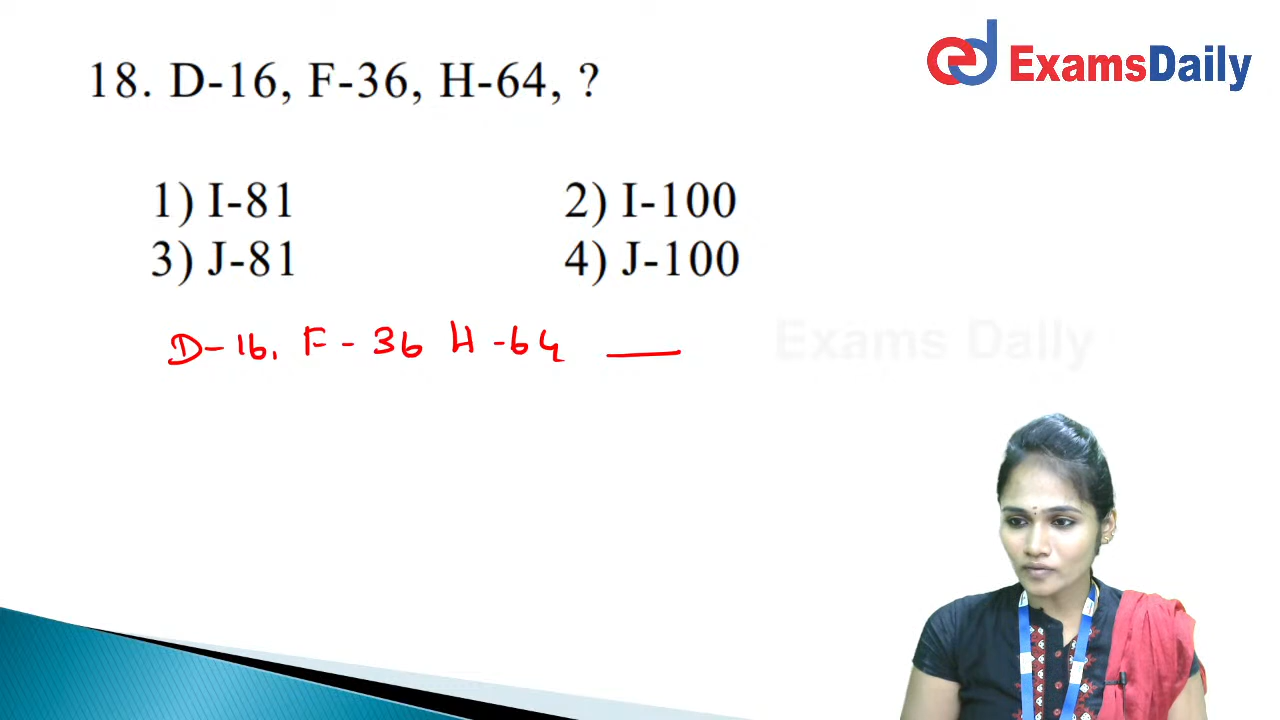 ExamsDaily
18. D-16, F-36, H-64, ?
1) I-81 2) I-100
3) J-81 4) J-100
D-16, F-36 H-64 ___
Exams Daily